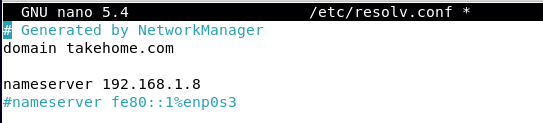 GNU nano 5.4 /etc/resolv.conf *
# Generated by NetworkManager
domain takehome.com
nameserver 192.168.1.8
#nameserver fe80::1%enp0s3